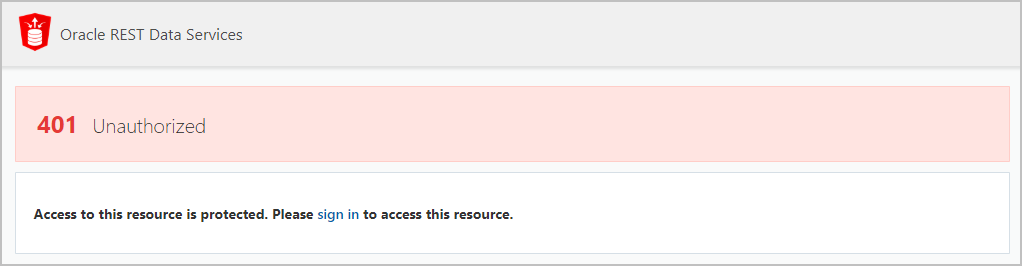 Oracle REST Data Services
401 Unauthorized
Access to this resource is protected. Please sign in to access this resource.